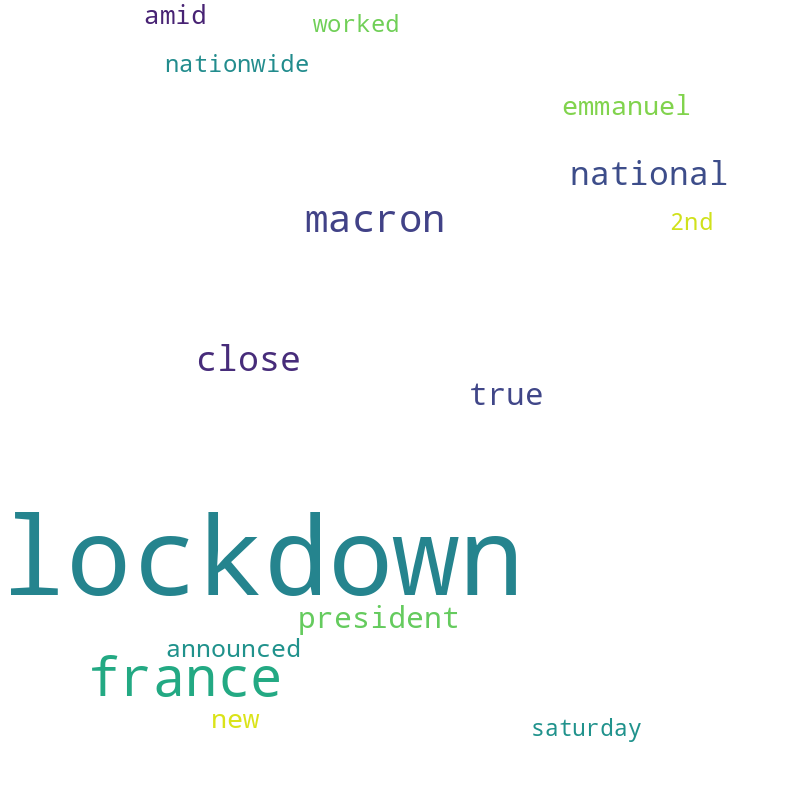 amid
worked
nationwide
emmanuel
national
macron
2nd
close
true
lockdown
president
announced
france
new
saturday